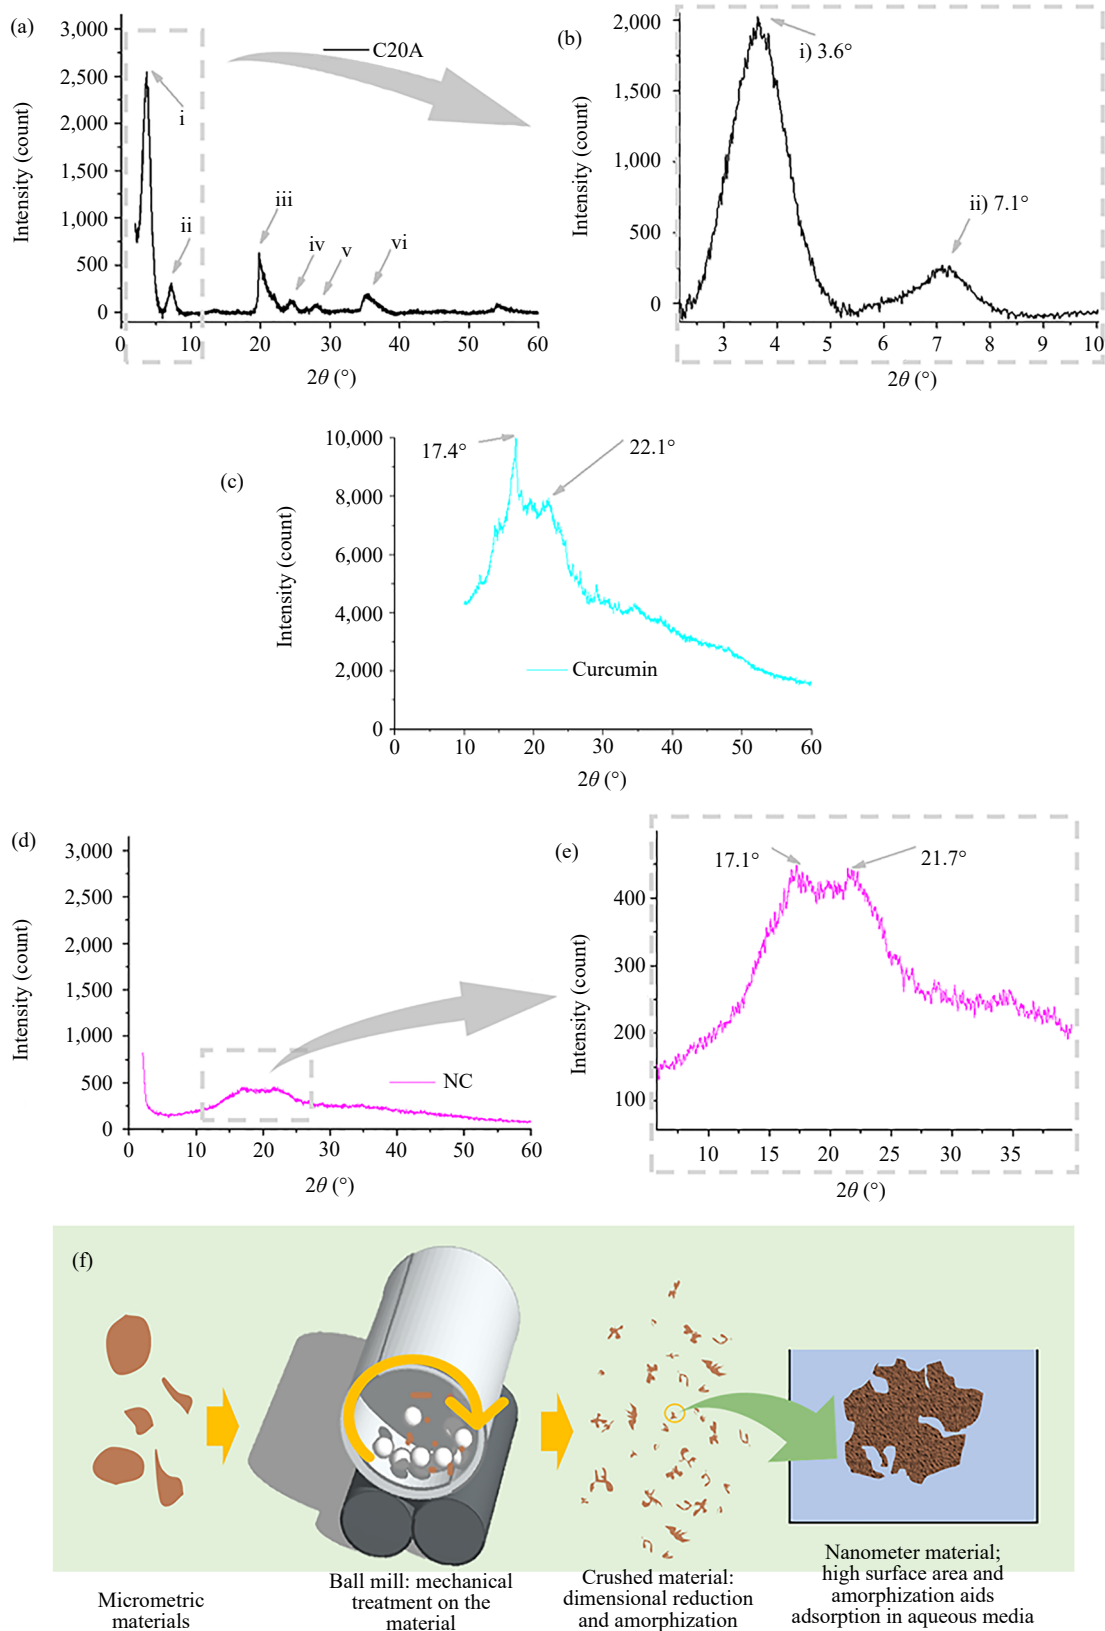 (a)
3,000
2,500
2,000
1,500
1,000
500
0
Intensity (count)
C20A
i
ii
iii
iv
v
vi
0 10 20 30 40 50 60
2θ (°)
(b)
2,000
1,500
1,000
500
0
Intensity (count)
i) 3.6°
ii) 7.1°
3 4 5 6 7 8 9 10
2θ (°)
(c)
10,000
8,000
6,000
4,000
2,000
0
Intensity (count)
17.4°
22.1°
Curcumin
0 10 20 30 40 50 60
2θ (°)
(d)
3,000
2,500
2,000
1,500
1,000
500
0
Intensity (count)
NC
0 10 20 30 40 50 60
2θ (°)
(e)
400
300
200
100
Intensity (count)
17.1°
21.7°
10 15 20 25 30 35
2θ (°)
(f)
Micrometric
materials
Ball mill: mechanical
treatment on the
material
Crushed material:
dimensional reduction
and amorphization
Nanometer material;
high surface area and
amorphization aids
adsorption in aqueous media